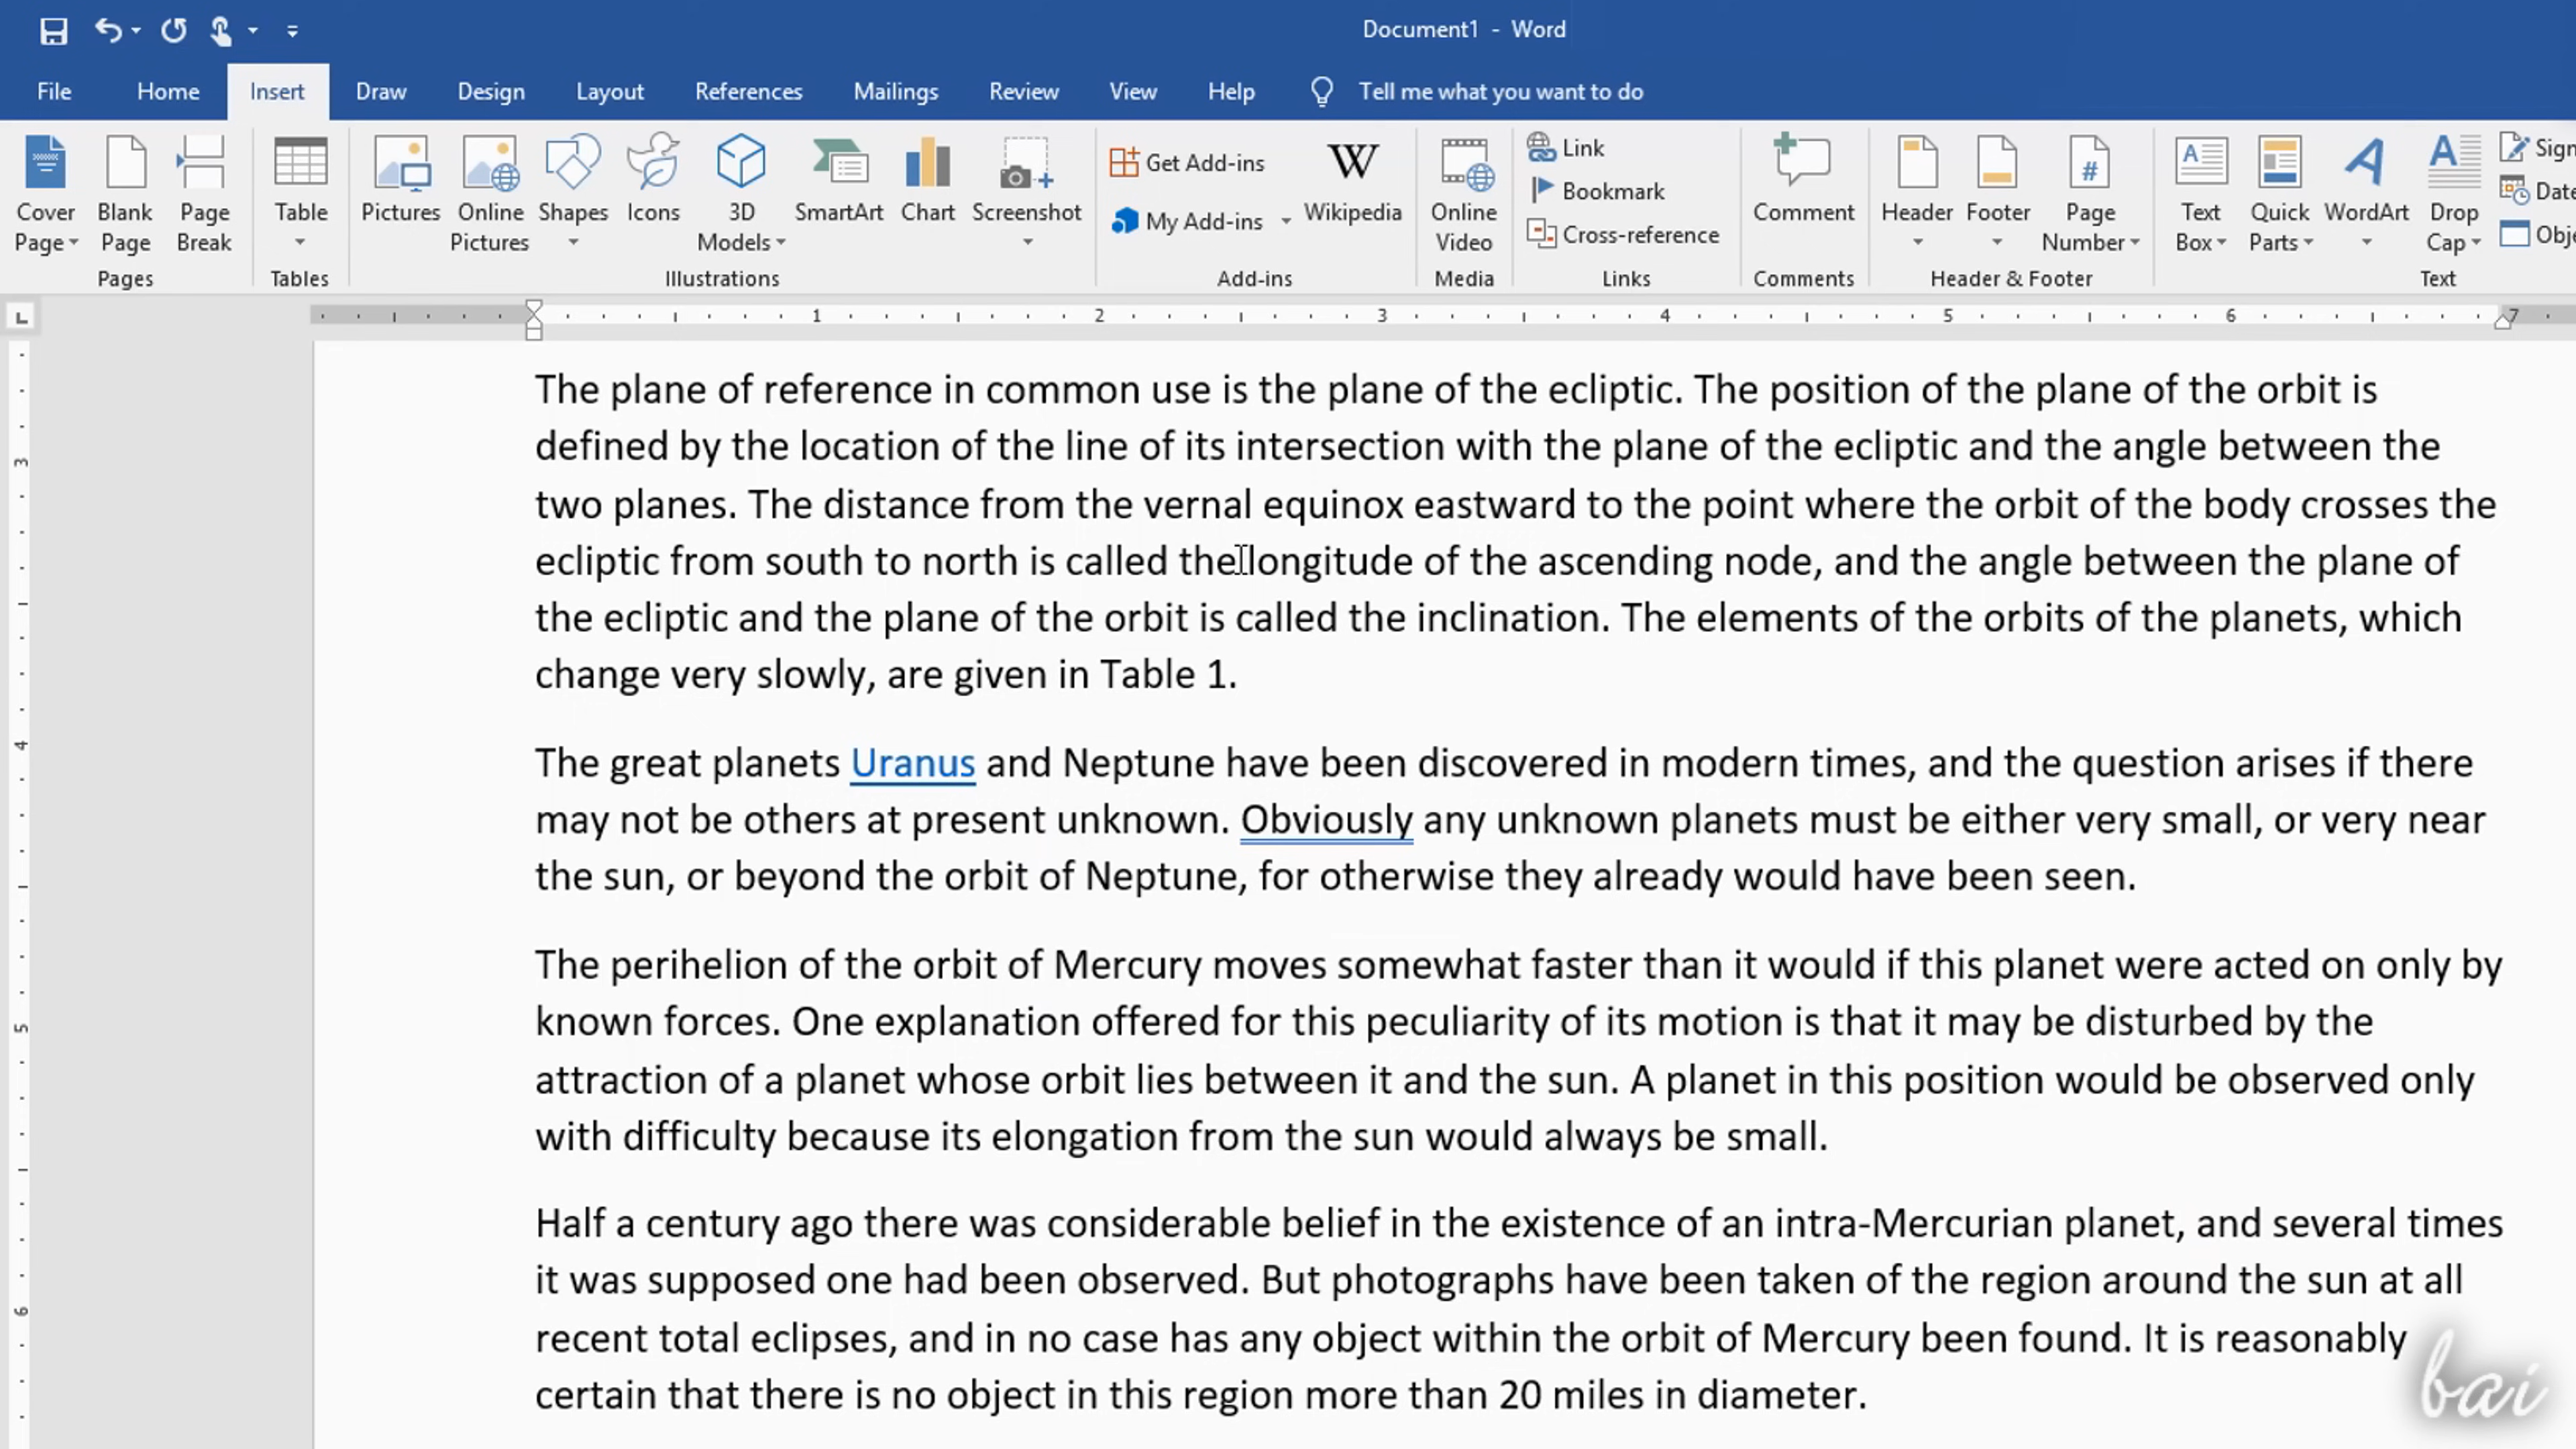 Document1 - Word
File Home Insert Draw Design Layout References Mailings Review View Help Tell me what you want to do
Cover Page
Blank Page
Page Break
Pages
Table
Tables
Pictures
Online Pictures
Shapes
Icons
3D Models
SmartArt
Chart
Screenshot
Illustrations
Get Add-ins
My Add-ins
W
Wikipedia
Add-ins
Online Video
Media
Link
Bookmark
Cross-reference
Links
Comment
Comments
Header
Footer
#
Page Number
Header & Footer
A
Text Box
Quick Parts
A
WordArt
A
Drop Cap
Text
L
1 2 3 4 5 6 7
3
4
5
6
The plane of reference in common use is the plane of the ecliptic. The position of the plane of the orbit is
defined by the location of the line of its intersection with the plane of the ecliptic and the angle between the
two planes. The distance from the vernal equinox eastward to the point where the orbit of the body crosses the
ecliptic from south to north is called the longitude of the ascending node, and the angle between the plane of
the ecliptic and the plane of the orbit is called the inclination. The elements of the orbits of the planets, which
change very slowly, are given in Table 1.
The great planets Uranus and Neptune have been discovered in modern times, and the question arises if there
may not be others at present unknown. Obviously any unknown planets must be either very small, or very near
the sun, or beyond the orbit of Neptune, for otherwise they already would have been seen.
The perihelion of the orbit of Mercury moves somewhat faster than it would if this planet were acted on only by
known forces. One explanation offered for this peculiarity of its motion is that it may be disturbed by the
attraction of a planet whose orbit lies between it and the sun. A planet in this position would be observed only
with difficulty because its elongation from the sun would always be small.
Half a century ago there was considerable belief in the existence of an intra-Mercurian planet, and several times
it was supposed one had been observed. But photographs have been taken of the region around the sun at all
recent total eclipses, and in no case has any object within the orbit of Mercury been found. It is reasonably
certain that there is no object in this region more than 20 miles in diameter.
bai